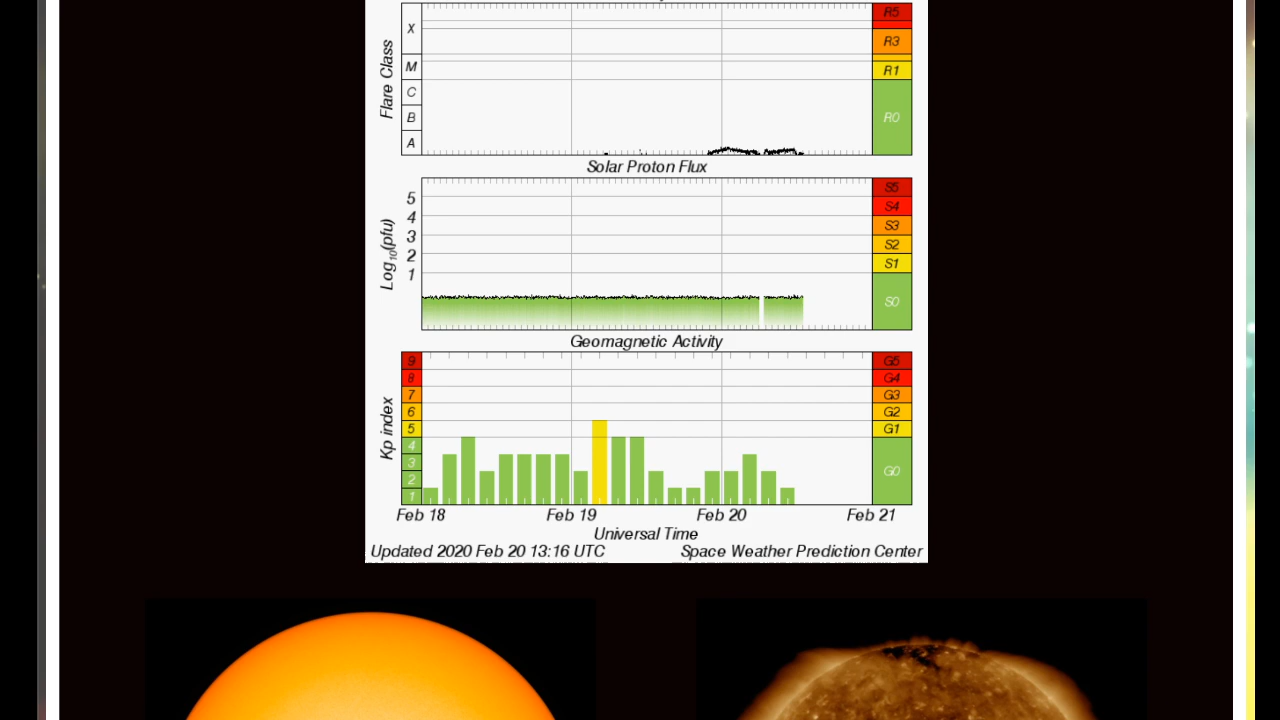 X
R5
R3
M
R1
C
B
R0
A
Flare Class
Solar Proton Flux
S5
5
S4
4
S3
3
S2
2
S1
1
S0
Log10(pfu)
Geomagnetic Activity
9
G5
8
G4
7
G3
6
G2
5
G1
4
3
G0
2
1
Kp index
Feb 18 Feb 19 Feb 20 Feb 21
Universal Time
Updated 2020 Feb 20 13:16 UTC Space Weather Prediction Center